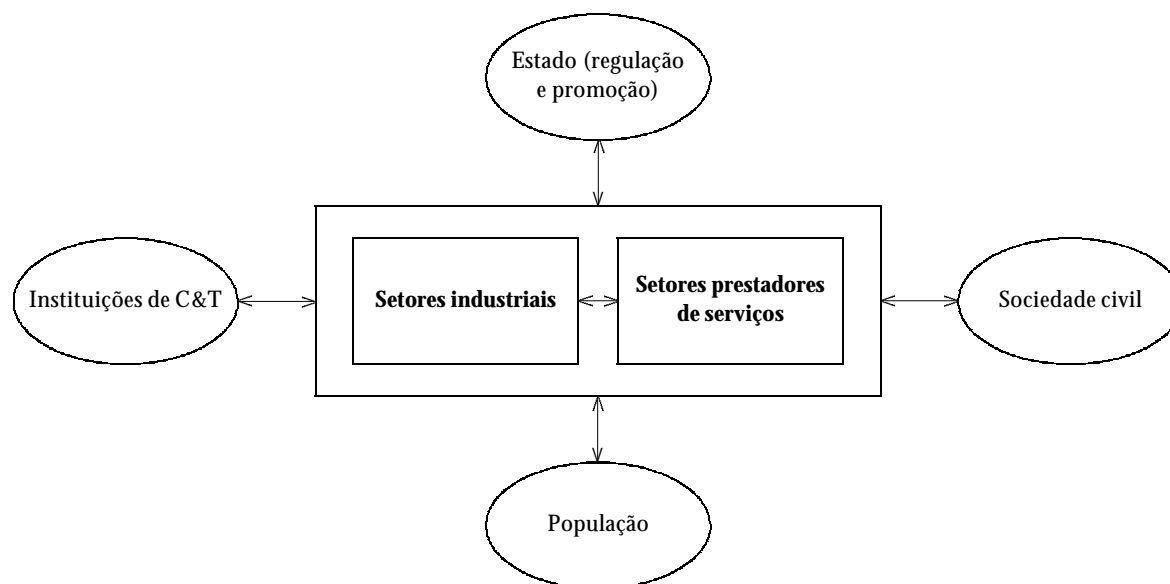 Estado (regulação
e promoção)
Instituições de C&T
Setores industriais
Setores prestadores
de serviços
Sociedade civil
População